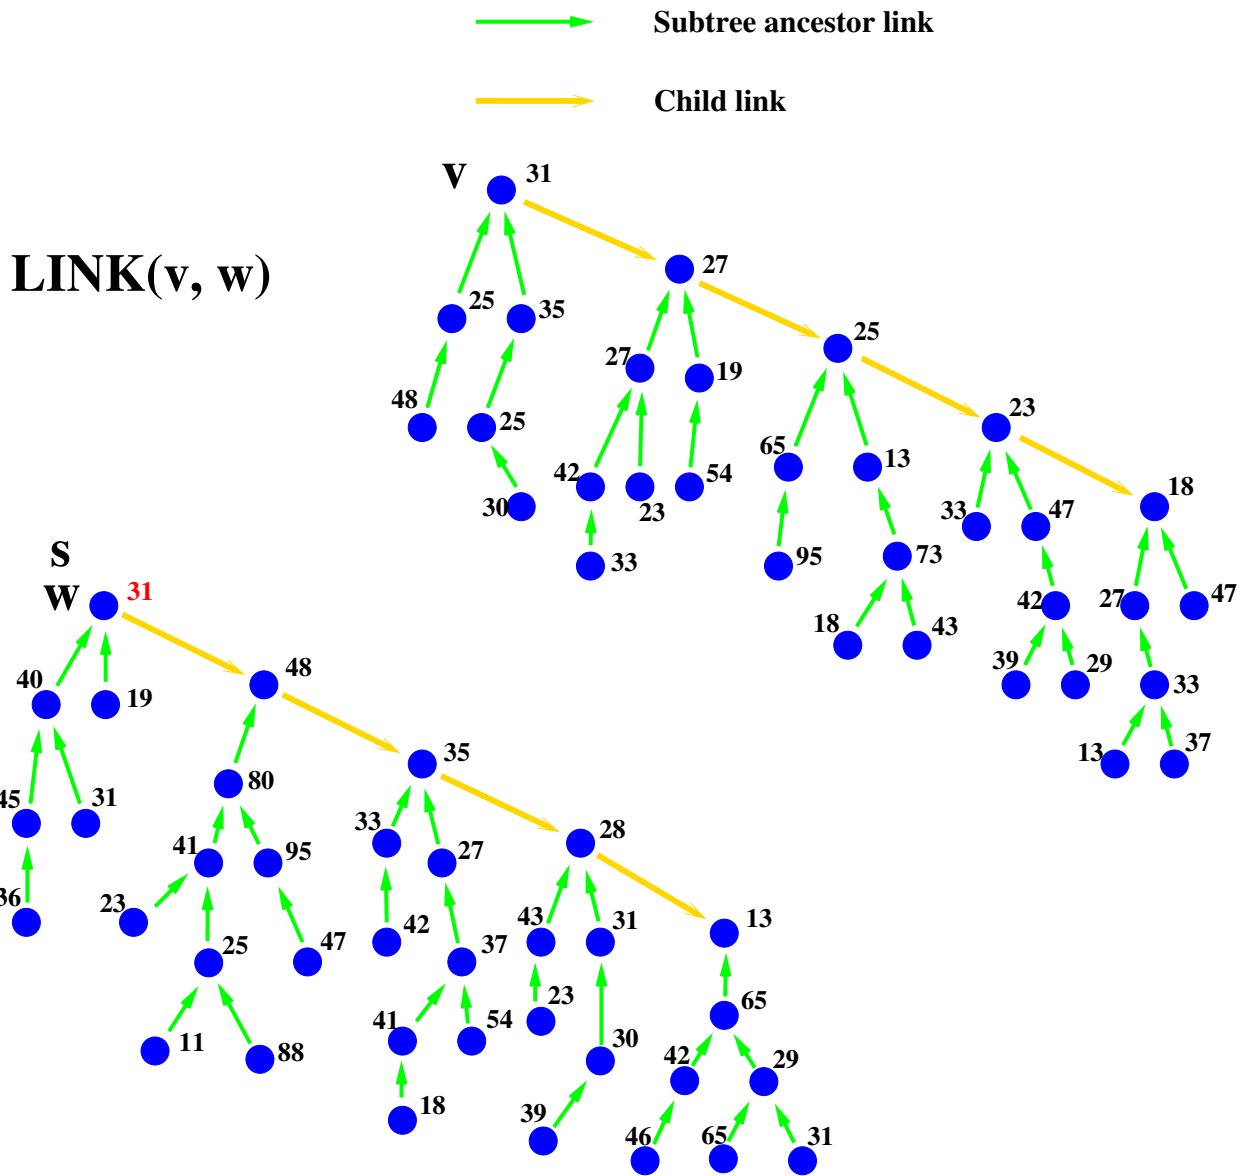 Subtree ancestor link
Child link
v 31
LINK(v, w)
27
25 35
25
27 19
48 25
23
65 13
42 54
30 23
18
33 47
33 95 73
s
w 31
42 27 47
18 43
48
40 19
39 29 33
35
13 37
80
45 31
33 28
41 27
95
36 23
42 43 31 13
25 47 37
23
65
11 88
41 54 30
42 29
18 39
46 65 31